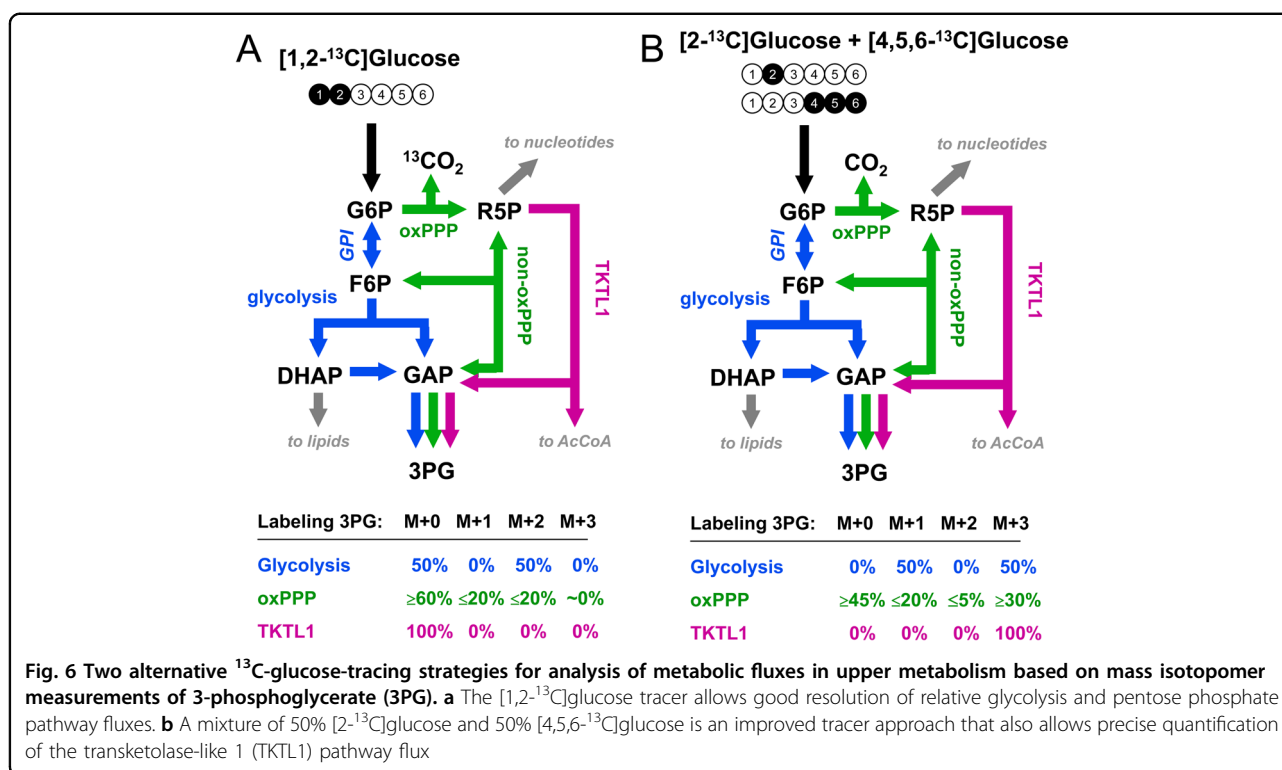 A
[1,2-¹³C]Glucose
1 2 3 4 5 6
to nucleotides
¹³CO₂
G6P
R5P
oxPPP
GPI
non-oxPPP
TKTL1
F6P
glycolysis
DHAP
GAP
to lipids
to AcCoA
3PG
Labeling 3PG: M+0 M+1 M+2 M+3
Glycolysis 50% 0% 50% 0%
oxPPP ≥60% ≤20% ≤20% ~0%
TKTL1 100% 0% 0% 0%
B
[2-¹³C]Glucose + [4,5,6-¹³C]Glucose
1 2 3 4 5 6
1 2 3 4 5 6
to nucleotides
CO₂
G6P
R5P
oxPPP
GPI
non-oxPPP
TKTL1
F6P
glycolysis
DHAP
GAP
to lipids
to AcCoA
3PG
Labeling 3PG: M+0 M+1 M+2 M+3
Glycolysis 0% 50% 0% 50%
oxPPP ≥45% ≤20% ≤5% ≥30%
TKTL1 0% 0% 0% 100%
Fig. 6 Two alternative ¹³C-glucose-tracing strategies for analysis of metabolic fluxes in upper metabolism based on mass isotopomer
measurements of 3-phosphoglycerate (3PG). a The [1,2-¹³C]glucose tracer allows good resolution of relative glycolysis and pentose phosphate
pathway fluxes. b A mixture of 50% [2-¹³C]glucose and 50% [4,5,6-¹³C]glucose is an improved tracer approach that also allows precise quantification
of the transketolase-like 1 (TKTL1) pathway flux